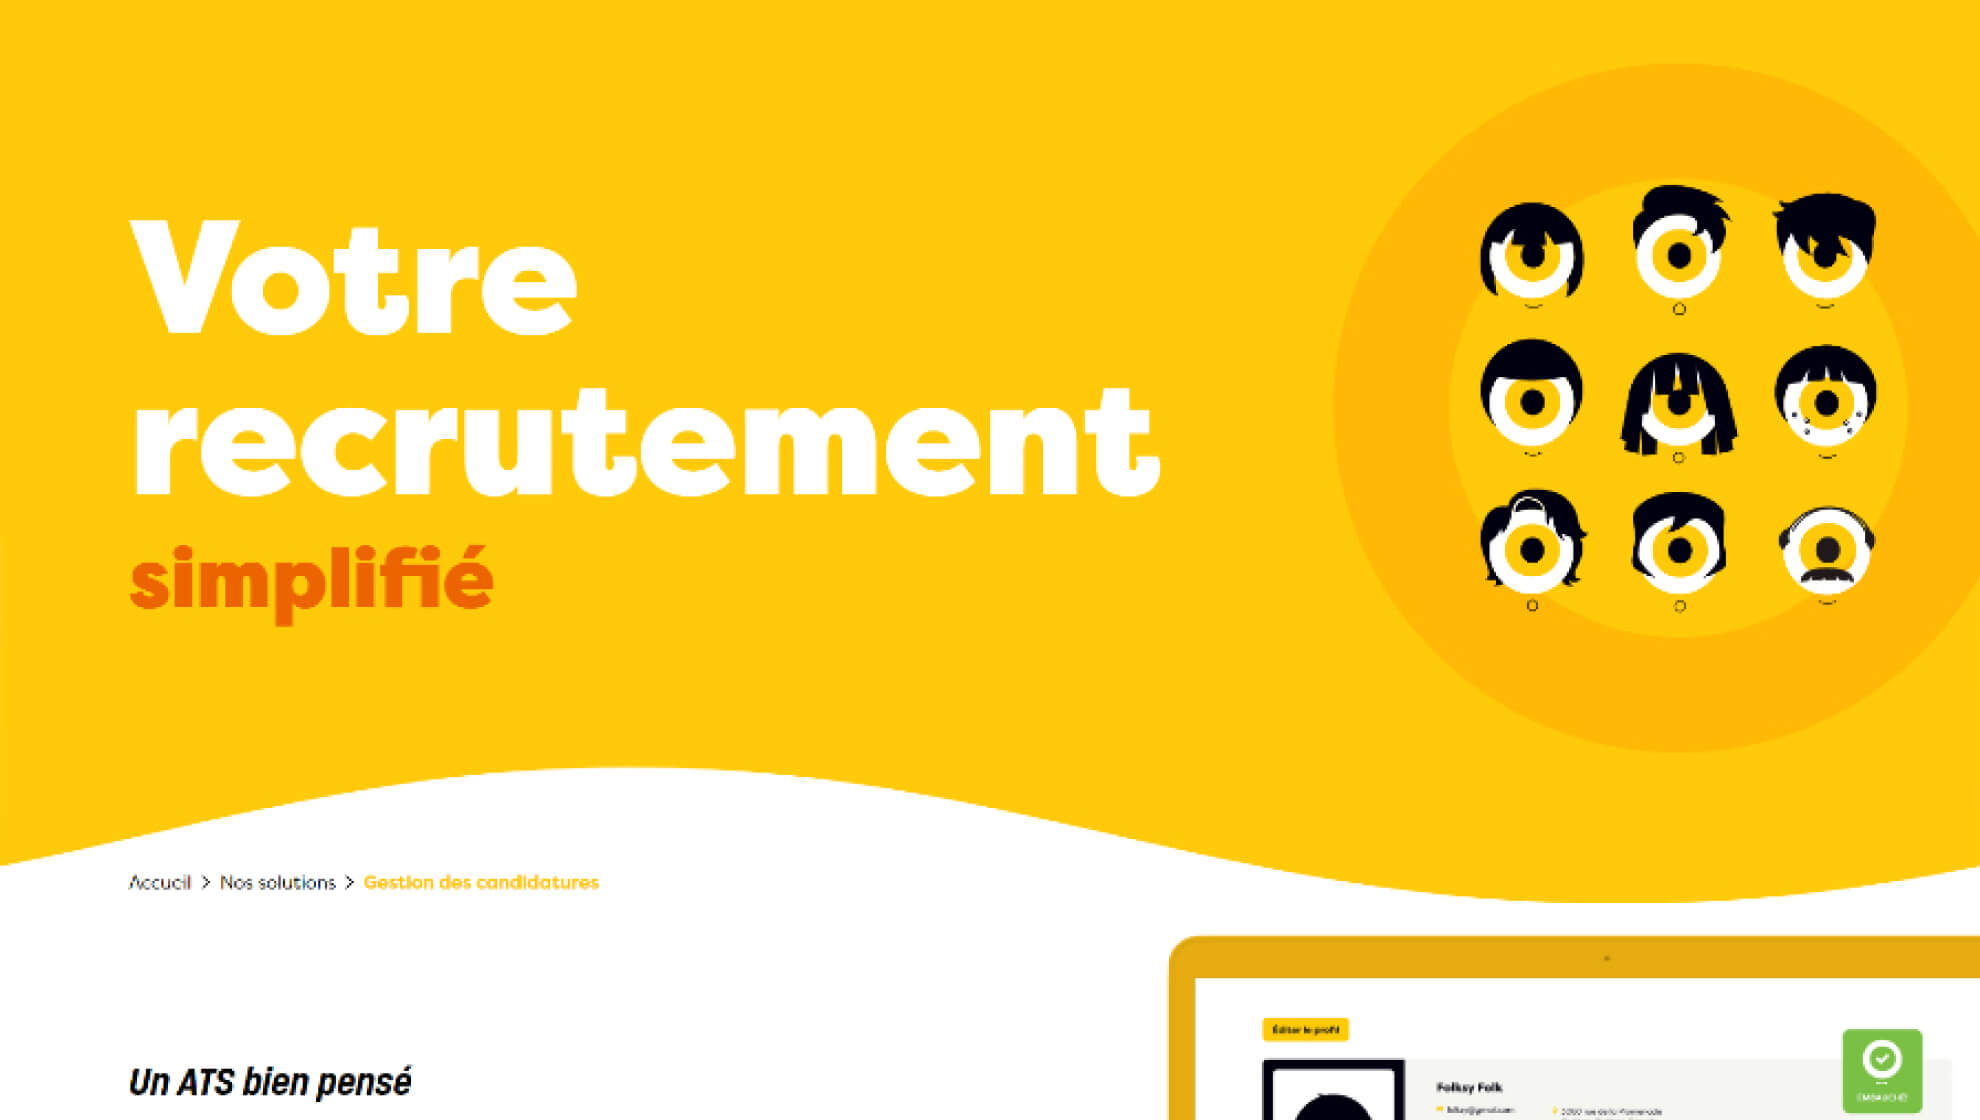 Votre
recrutement
simplifié
Accueil > Nos solutions > Gestion des candidatures
Un ATS bien pensé
Éditer le profil
Folksy Folk
EMBAUCHÉ